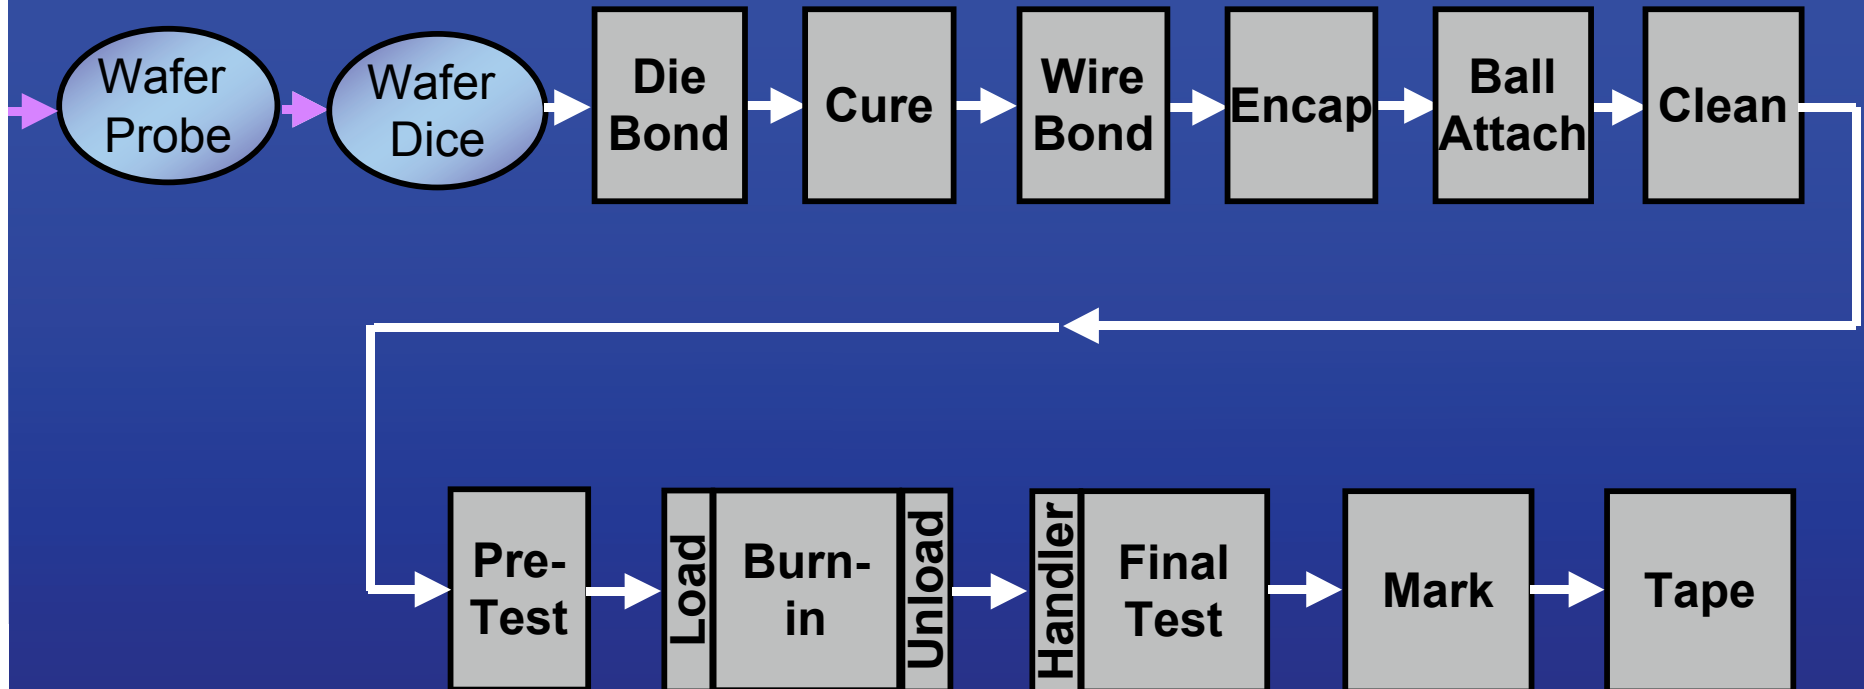 Wafer
Probe
Wafer
Dice
Die
Bond
Cure
Wire
Bond
Encap
Ball
Attach
Clean
Pre-
Test
Load
Burn-
in
Unload
Handler
Final
Test
Mark
Tape